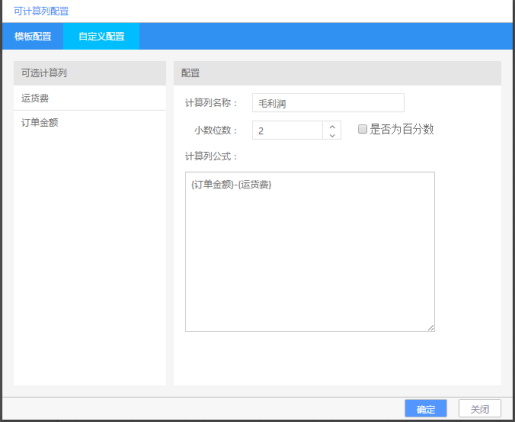 可计算列配置
模板配置 自定义配置
可选计算列
运货费
订单金额
配置
计算列名称： 毛利润
小数位数： 2 是否为百分数
计算列公式：
{订单金额}-{运货费}
确定 关闭